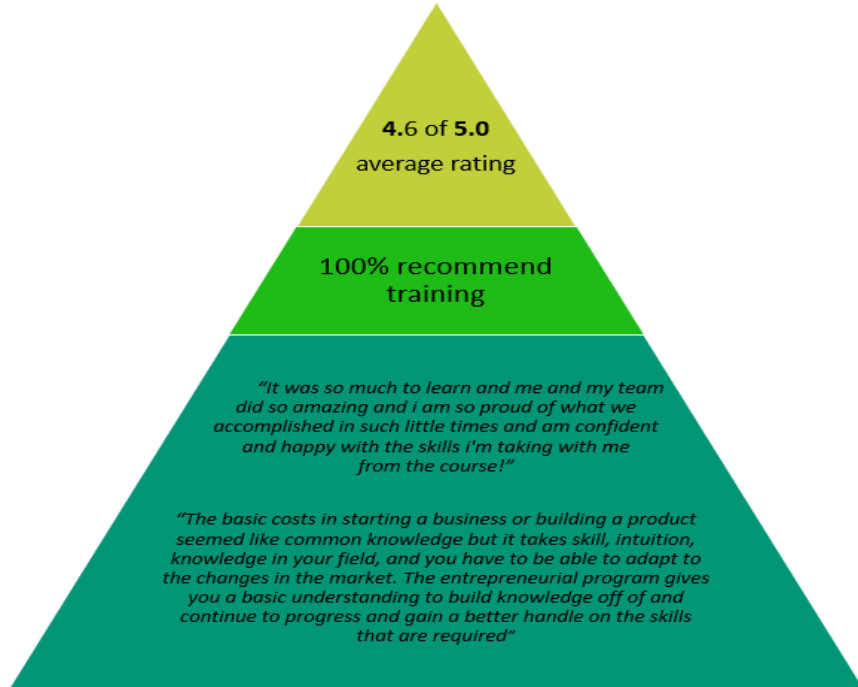 4.6 of 5.0
average rating
100% recommend
training
“It was so much to learn and me and my team
did so amazing and i am so proud of what we
accomplished in such little times and am confident
and happy with the skills i'm taking with me
from the course!”
“The basic costs in starting a business or building a product
seemed like common knowledge but it takes skill, intuition,
knowledge in your field, and you have to be able to adapt to
the changes in the market. The entrepreneurial program gives
you a basic understanding to build knowledge off of and
continue to progress and gain a better handle on the skills
that are required”